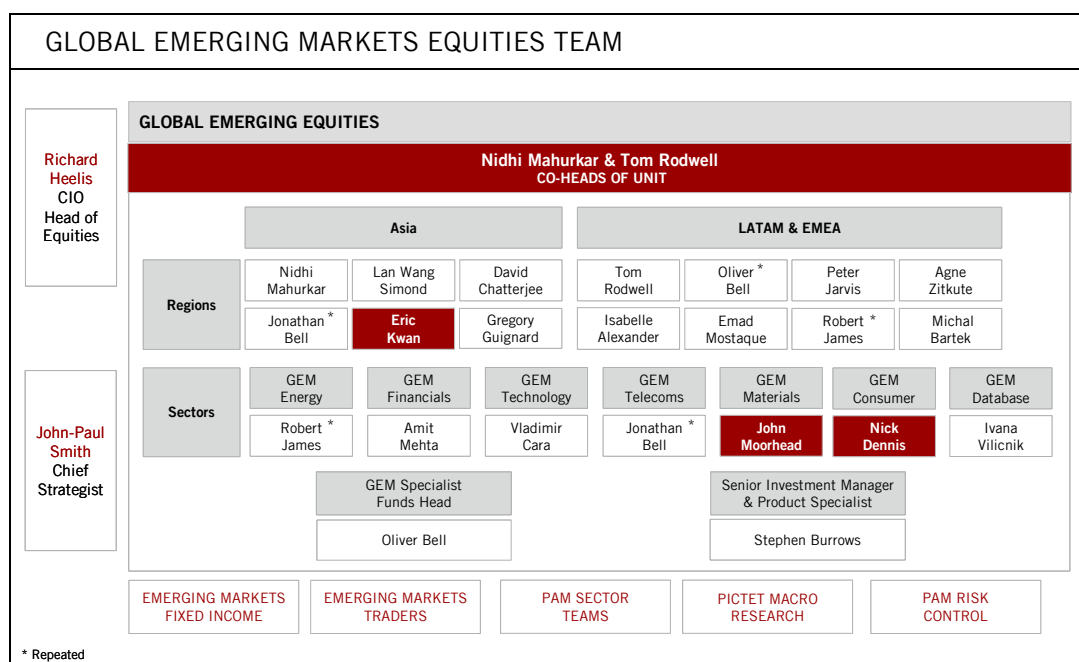 GLOBAL EMERGING MARKETS EQUITIES TEAM
Richard
Heelis
CIO
Head of
Equities
John-Paul
Smith
Chief
Strategist
GLOBAL EMERGING EQUITIES
Nidhi Mahurkar & Tom Rodwell
CO-HEADS OF UNIT
Asia
LATAM & EMEA
Regions
Nidhi
Mahurkar
Lan Wang
Simond
David
Chatterjee
Tom
Rodwell
Oliver *
Bell
Peter
Jarvis
Agne
Zitkute
Jonathan *
Bell
Eric
Kwan
Gregory
Guignard
Isabelle
Alexander
Emad
Mostaque
Robert *
James
Michal
Bartek
Sectors
GEM
Energy
GEM
Financials
GEM
Technology
GEM
Telecoms
GEM
Materials
GEM
Consumer
GEM
Database
Robert *
James
Amit
Mehta
Vladimir
Cara
Jonathan *
Bell
John
Moorhead
Nick
Dennis
Ivana
Vilicnik
GEM Specialist
Funds Head
Oliver Bell
Senior Investment Manager
& Product Specialist
Stephen Burrows
EMERGING MARKETS
FIXED INCOME
EMERGING MARKETS
TRADERS
PAM SECTOR
TEAMS
PICTET MACRO
RESEARCH
PAM RISK
CONTROL
* Repeated